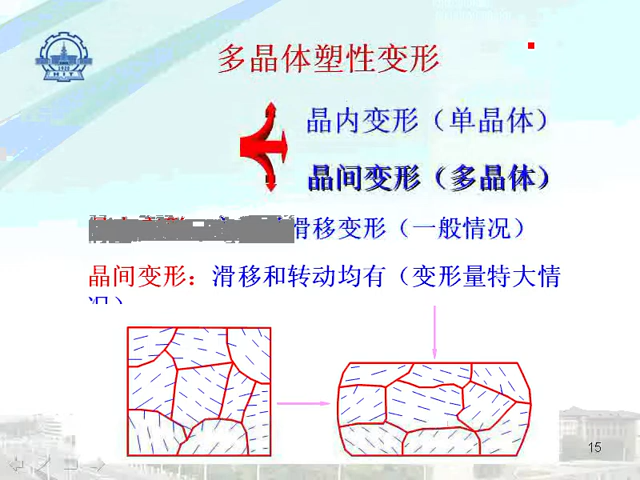 多晶体塑性变形
晶内变形（单晶体）
晶间变形（多晶体）
滑移变形（一般情况）
晶间变形：滑移和转动均有（变形量特大情
况）
15